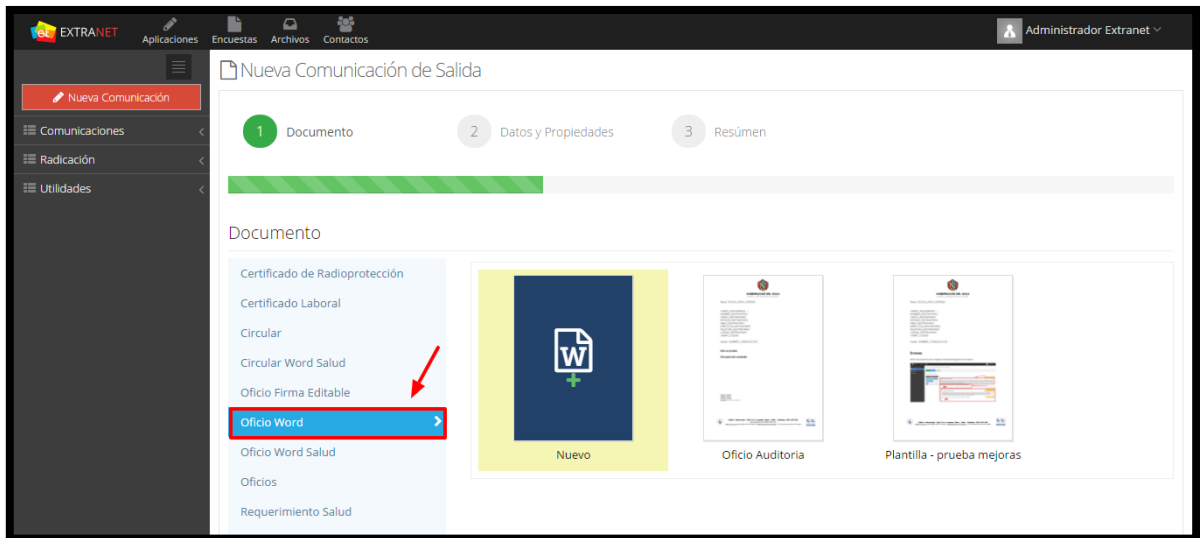 EXTRANET
Aplicaciones Encuestas Archivos Contactos
Administrador Extranet
Nueva Comunicación de Salida
Nueva Comunicación
Comunicaciones
Radicación
Utilidades
1 Documento 2 Datos y Propiedades 3 Resúmen
Documento
Certificado de Radioprotección
Certificado Laboral
Circular
Circular Word Salud
Oficio Firma Editable
Oficio Word
Oficio Word Salud
Oficios
Requerimiento Salud
W
Nuevo Oficio Auditoria Plantilla - prueba mejoras